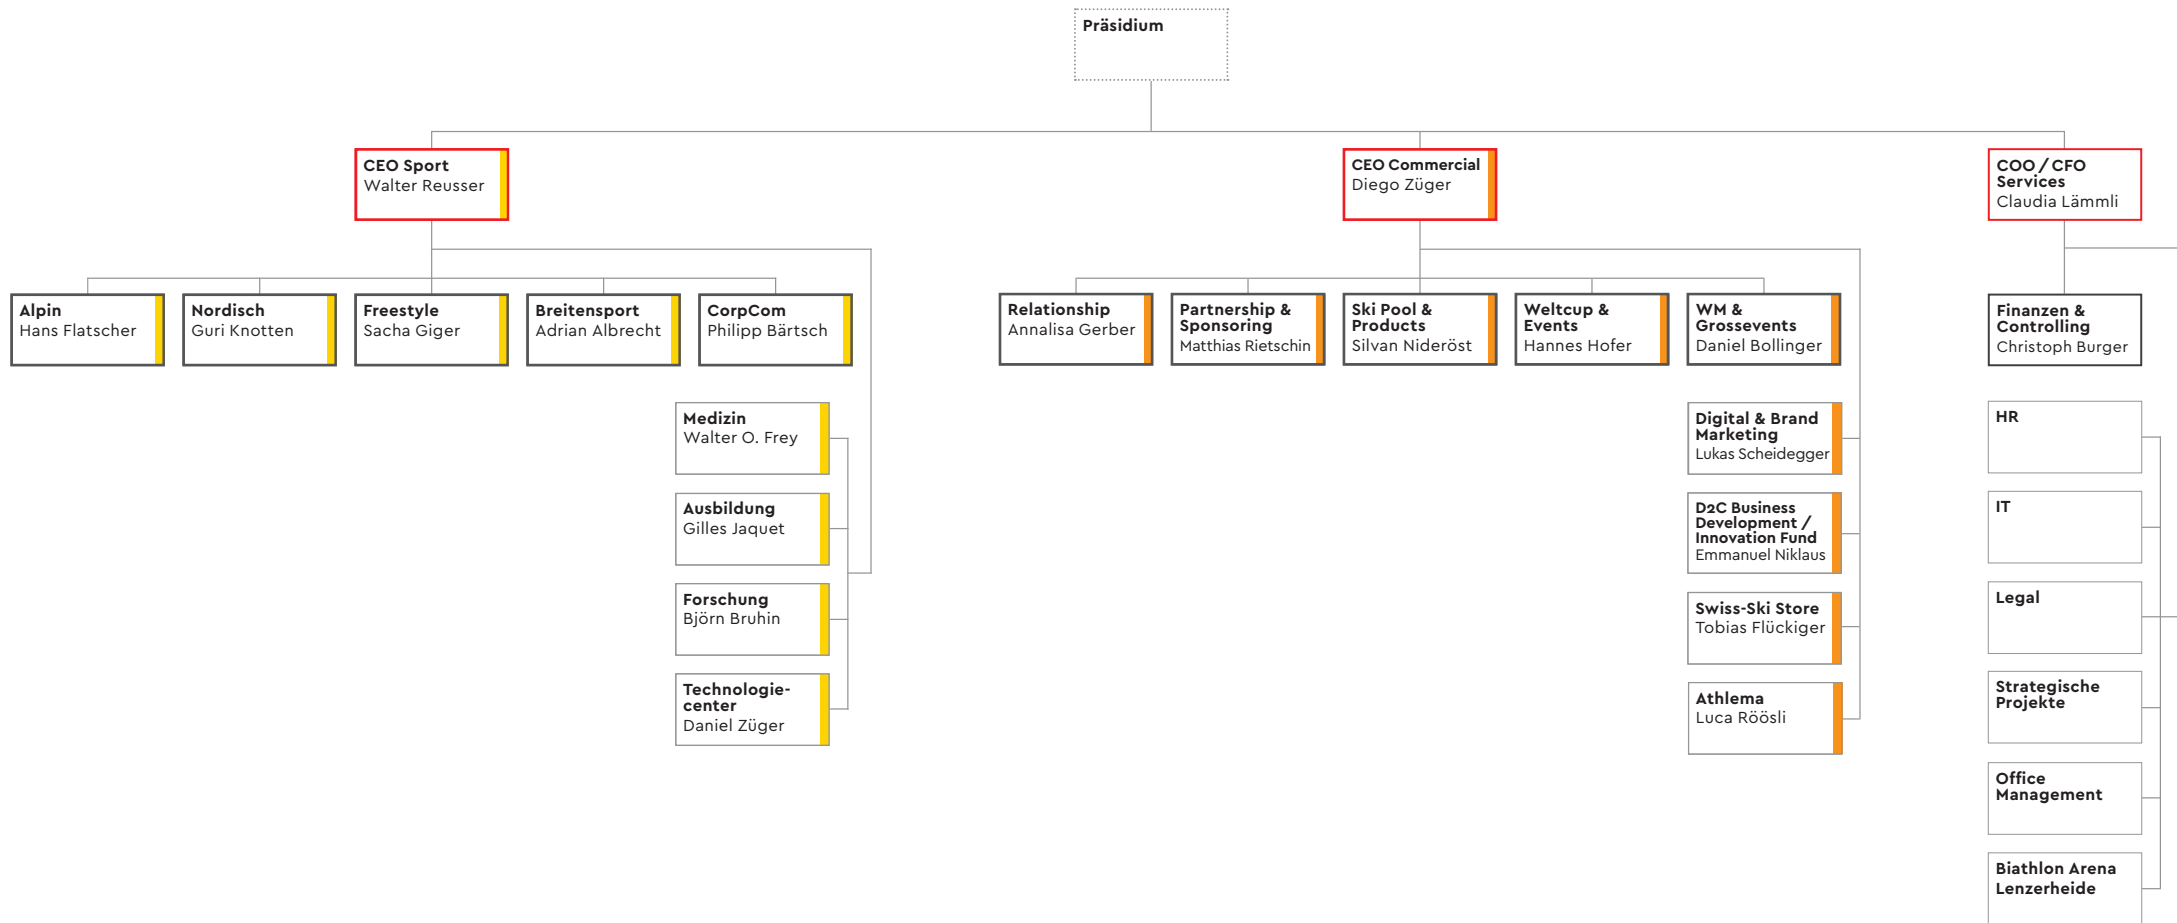 Präsidium
CEO Sport
Walter Reusser
CEO Commercial
Diego Züger
COO / CFO
Services
Claudia Lämmli
Alpin
Hans Flatscher
Nordisch
Guri Knotten
Freestyle
Sacha Giger
Breitensport
Adrian Albrecht
CorpCom
Philipp Bärtsch
Relationship
Annalisa Gerber
Partnership &
Sponsoring
Matthias Rietschin
Ski Pool &
Products
Silvan Nideröst
Weltcup &
Events
Hannes Hofer
WM &
Grossevents
Daniel Bollinger
Finanzen &
Controlling
Christoph Burger
Medizin
Walter O. Frey
Ausbildung
Gilles Jaquet
Forschung
Björn Bruhin
Technologie-
center
Daniel Züger
Digital & Brand
Marketing
Lukas Scheidegger
D2C Business
Development /
Innovation Fund
Emmanuel Niklaus
Swiss-Ski Store
Tobias Flückiger
Athlema
Luca Röösli
HR
IT
Legal
Strategische
Projekte
Office
Management
Biathlon Arena
Lenzerheide